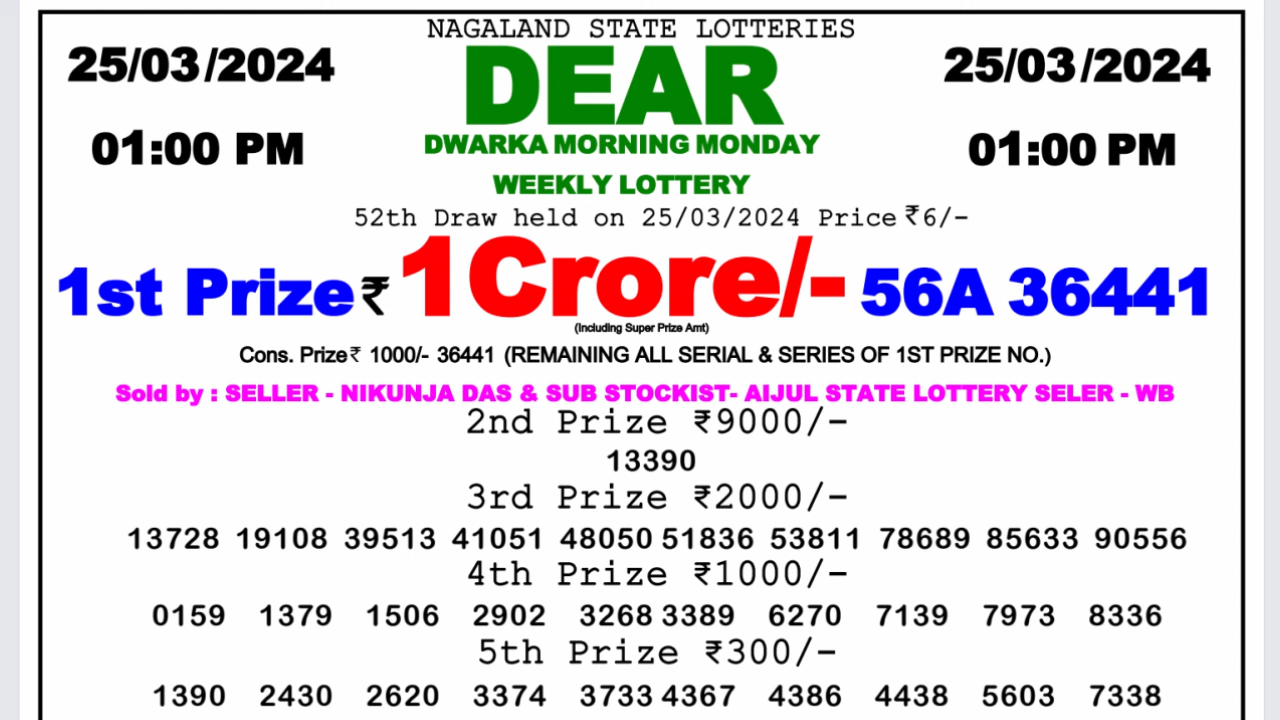 NAGALAND STATE LOTTERIES
25/03/2024 DEAR 25/03/2024
01:00 PM DWARKA MORNING MONDAY 01:00 PM
WEEKLY LOTTERY
52th Draw held on 25/03/2024 Price ₹6/-
1st Prize ₹ 1Crore/- 56A 36441
(Including Super Prize Amt)
Cons. Prize ₹ 1000/- 36441 (REMAINING ALL SERIAL & SERIES OF 1ST PRIZE NO.)
Sold by : SELLER - NIKUNJA DAS & SUB STOCKIST- AIJUL STATE LOTTERY SELER - WB
2nd Prize ₹9000/-
13390
3rd Prize ₹2000/-
13728 19108 39513 41051 48050 51836 53811 78689 85633 90556
4th Prize ₹1000/-
0159 1379 1506 2902 3268 3389 6270 7139 7973 8336
5th Prize ₹300/-
1390 2430 2620 3374 3733 4367 4386 4438 5603 7338